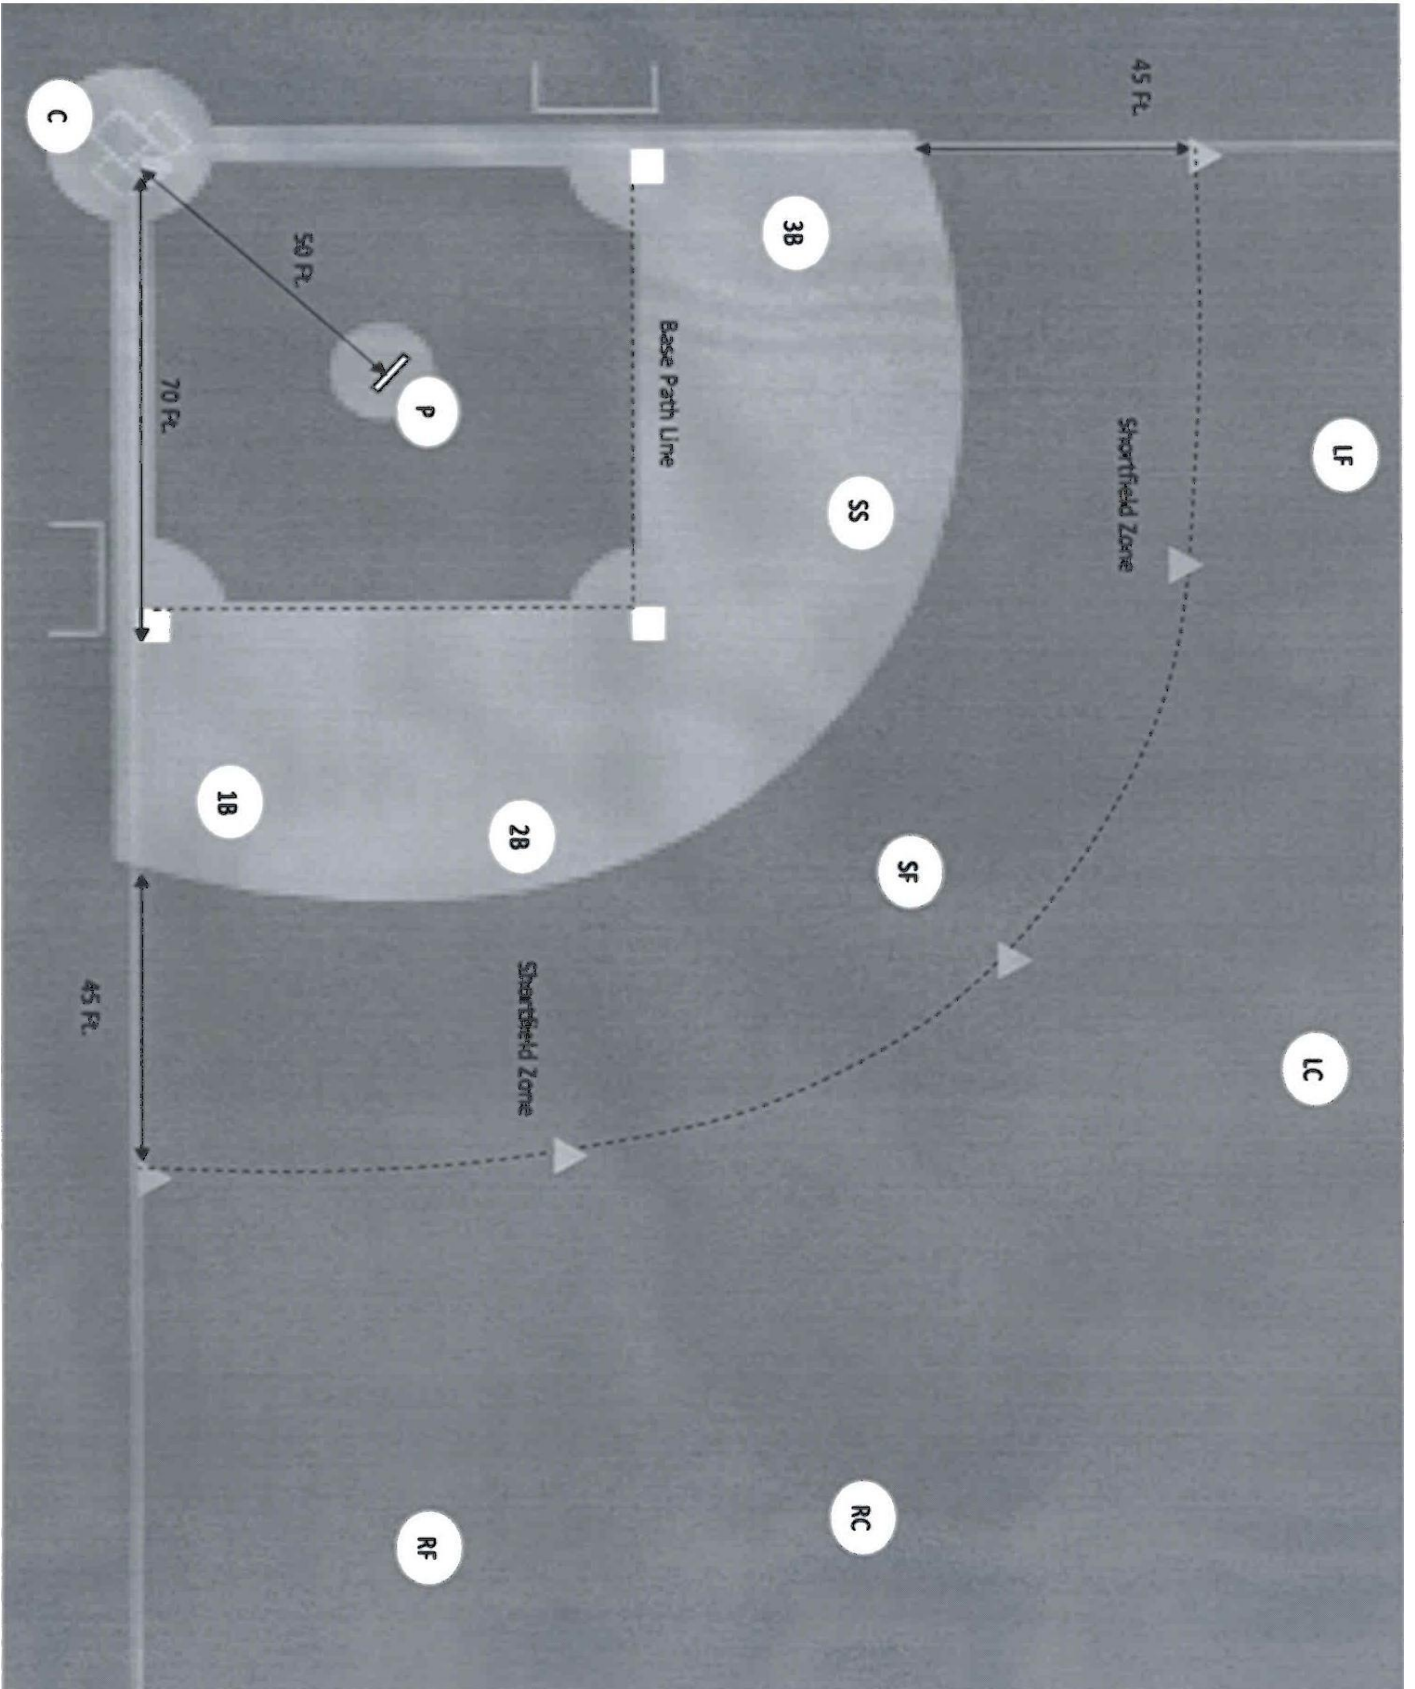 LF
LC
45 Ft.
Shortfield Zone
SF
SS
RC
3B
Base Path Line
2B
Shortfield Zone
P
RF
50 Ft.
1B
70 Ft.
45 Ft.
C